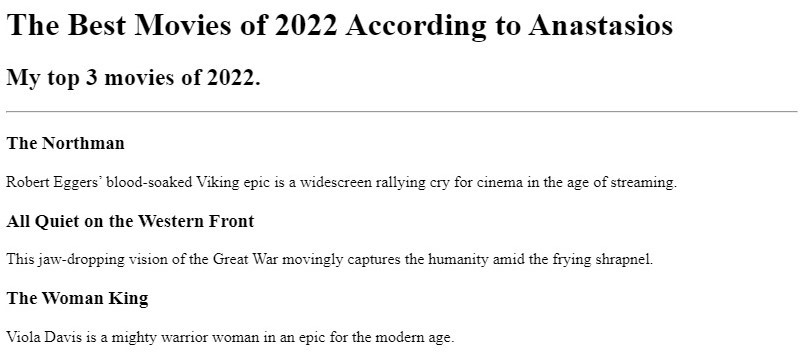 The Best Movies of 2022 According to Anastasios
My top 3 movies of 2022.
The Northman
Robert Eggers’ blood-soaked Viking epic is a widescreen rallying cry for cinema in the age of streaming.
All Quiet on the Western Front
This jaw-dropping vision of the Great War movingly captures the humanity amid the frying shrapnel.
The Woman King
Viola Davis is a mighty warrior woman in an epic for the modern age.